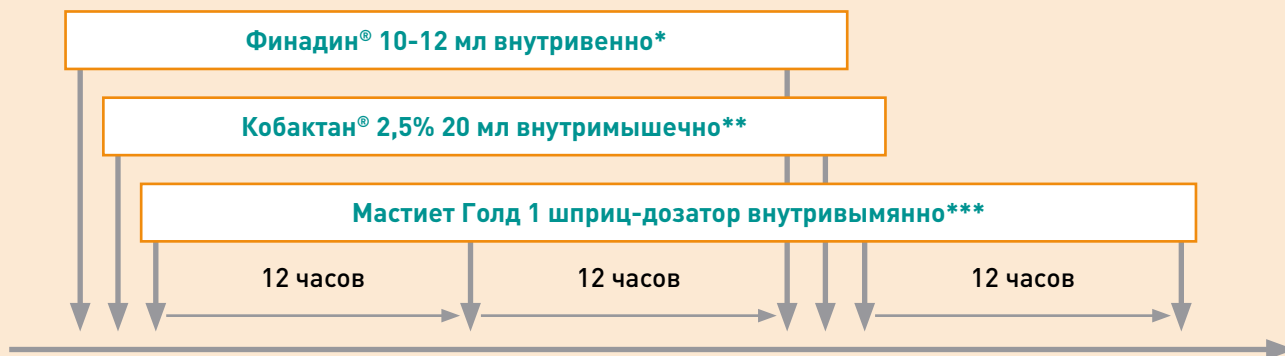 Финадин® 10-12 мл внутривенно*
Кобактан® 2,5% 20 мл внутримышечно**
Мастиет Голд 1 шприц-дозатор внутривымянно***
12 часов 12 часов 12 часов